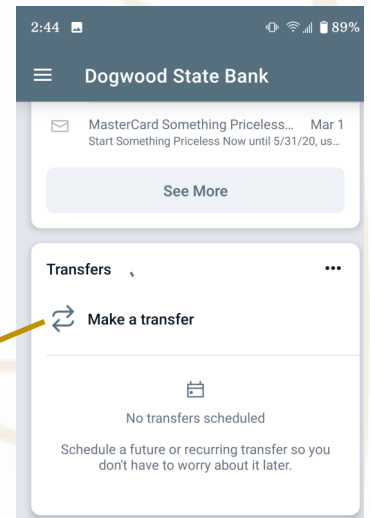 2:44 89%
Dogwood State Bank
MasterCard Something Priceless... Mar 1
Start Something Priceless Now until 5/31/20, us...
See More
Transfers
Make a transfer
No transfers scheduled
Schedule a future or recurring transfer so you
don't have to worry about it later.